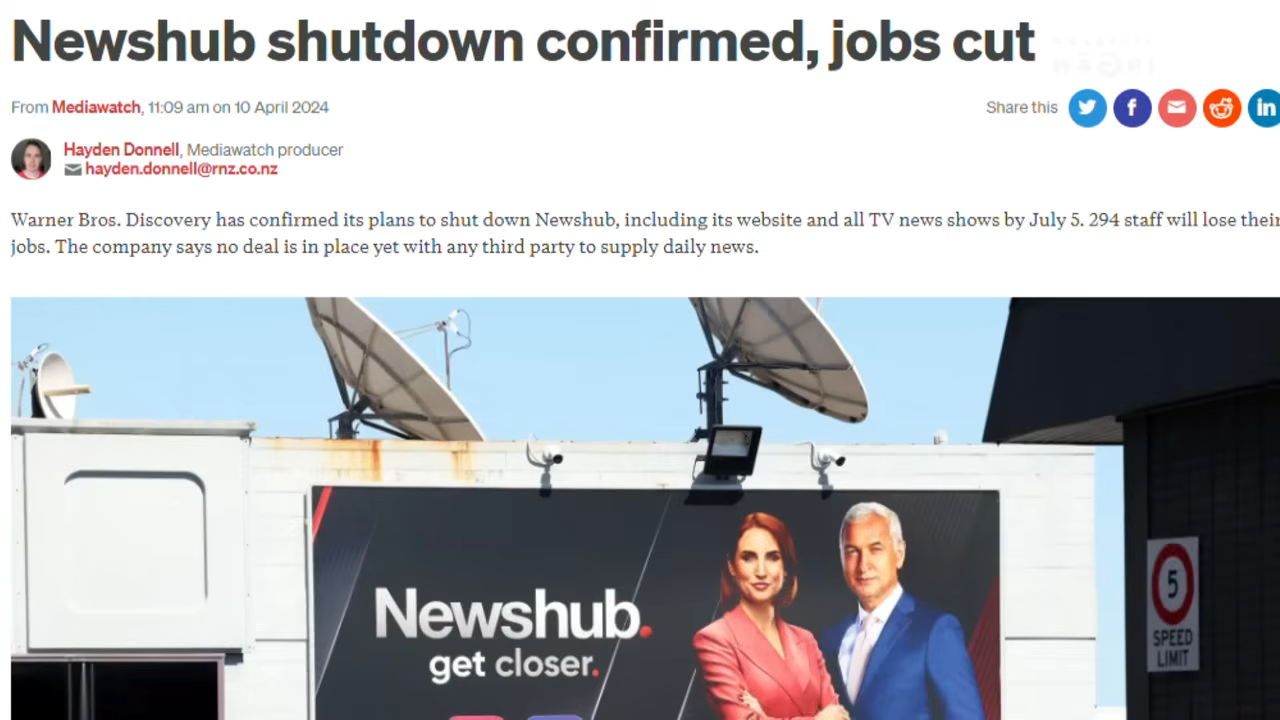 Newshub shutdown confirmed, jobs cut
From Mediawatch, 11:09 am on 10 April 2024
Share this
Hayden Donnell, Mediawatch producer
hayden.donnell@rnz.co.nz
Warner Bros. Discovery has confirmed its plans to shut down Newshub, including its website and all TV news shows by July 5. 294 staff will lose their
jobs. The company says no deal is in place yet with any third party to supply daily news.
Newshub.
get closer.
5
SPEED
LIMIT